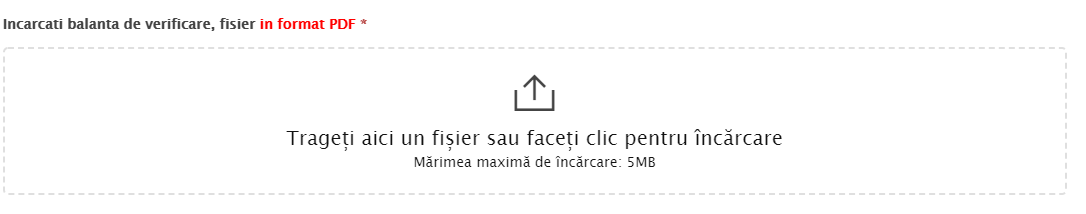 Incarcati balanta de verificare, fisier in format PDF *
Trageți aici un fișier sau faceți clic pentru încărcare
Mărimea maximă de încărcare: 5MB